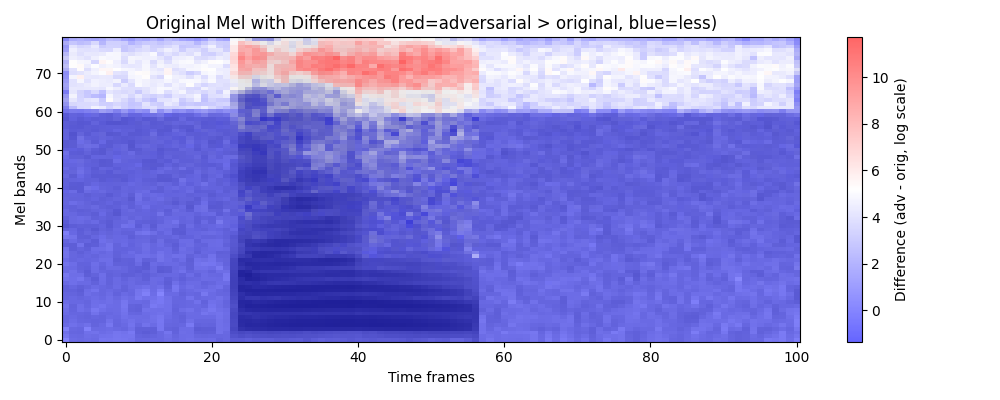 Original Mel with Differences (red=adversarial > original, blue=less)
Mel bands
70
60
50
40
30
20
10
0
0 20 40 60 80 100
Time frames
10
8
6
4
2
0
Difference (adv - orig, log scale)